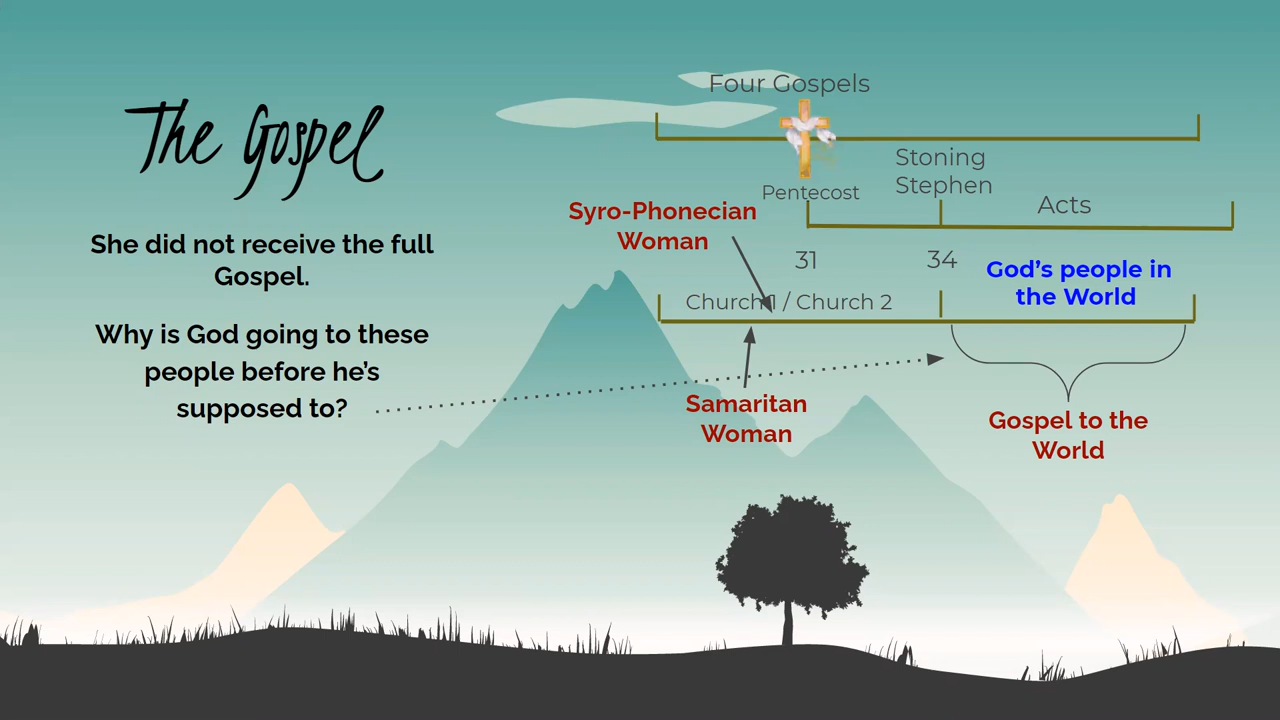 The Gospel
She did not receive the full
Gospel.
Why is God going to these
people before he's
supposed to?
Four Gospels
Stoning
Stephen
Pentecost
Acts
Syro-Phonecian
Woman
31
34
God's people in
the World
Church 1 / Church 2
Samaritan
Woman
Gospel to the
World